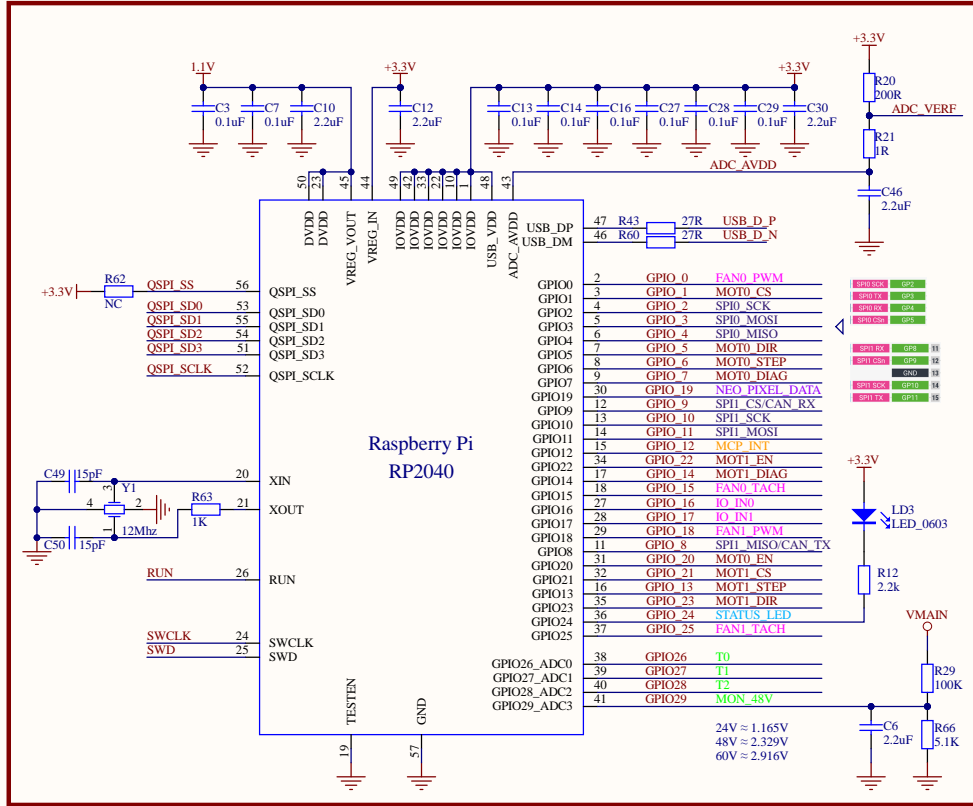 1.1V
+3.3V
+3.3V
+3.3V
C3
0.1uF
C7
0.1uF
C10
2.2uF
C12
2.2uF
C13
0.1uF
C14
0.1uF
C16
0.1uF
C27
0.1uF
C28
0.1uF
C29
0.1uF
C30
2.2uF
R20
200R
ADC_VERF
R21
1R
ADC_AVDD
C46
2.2uF
50
23
45
44
49
42
33
22
10
1
48
43
DVDD
DVDD
VREG_VOUT
VREG_IN
IOVDD
IOVDD
IOVDD
IOVDD
IOVDD
IOVDD
USB_VDD
ADC_AVDD
USB_DP 47 R43 27R USB_D_P
USB_DM 46 R60 27R USB_D_N
+3.3V
R62
NC
QSPI_SS 56 QSPI_SS
QSPI_SD0 53 QSPI_SD0
QSPI_SD1 55 QSPI_SD1
QSPI_SD2 54 QSPI_SD2
QSPI_SD3 51 QSPI_SD3
QSPI_SCLK 52 QSPI_SCLK
GPIO0 2 GPIO_0 FAN0_PWM
GPIO1 3 GPIO_1 MOT0_CS
GPIO2 4 GPIO_2 SPI0_SCK
GPIO3 5 GPIO_3 SPI0_MOSI
GPIO4 6 GPIO_4 SPI0_MISO
GPIO5 7 GPIO_5 MOT0_DIR
GPIO6 8 GPIO_6 MOT0_STEP
GPIO7 9 GPIO_7 MOT0_DIAG
GPIO19 30 GPIO_19 NEO_PIXEL_DATA
GPIO9 12 GPIO_9 SPI1_CS/CAN_RX
GPIO10 13 GPIO_10 SPI1_SCK
GPIO11 14 GPIO_11 SPI1_MOSI
GPIO12 15 GPIO_12 MCP_INT
GPIO22 34 GPIO_22 MOT1_EN
GPIO14 17 GPIO_14 MOT1_DIAG
GPIO15 18 GPIO_15 FAN0_TACH
GPIO16 27 GPIO_16 IO_IN0
GPIO17 28 GPIO_17 IO_IN1
GPIO18 29 GPIO_18 FAN1_PWM
GPIO8 11 GPIO_8 SPI1_MISO/CAN_TX
GPIO20 31 GPIO_20 MOT0_EN
GPIO21 32 GPIO_21 MOT1_CS
GPIO13 16 GPIO_13 MOT1_STEP
GPIO23 35 GPIO_23 MOT1_DIR
GPIO24 36 GPIO_24 STATUS_LED
GPIO25 37 GPIO_25 FAN1_TACH
GPIO26_ADC0 38 GPIO26 T0
GPIO27_ADC1 39 GPIO27 T1
GPIO28_ADC2 40 GPIO28 T2
GPIO29_ADC3 41 GPIO29 MON_48V
SPI0 SCK GP2
SPI0 TX GP3
SPI0 RX GP4
SPI0 CSn GP5
SPI1 RX GP8 11
SPI1 CSn GP9 12
GND 13
SPI1 SCK GP10 14
SPI1 TX GP11 15
Raspberry Pi
RP2040
C49
15pF
3
Y1
4
2
1
12Mhz
C50
15pF
R63
1K
20 XIN
21 XOUT
RUN 26 RUN
SWCLK 24 SWCLK
SWD 25 SWD
TESTEN
GND
19
57
+3.3V
LD3
LED_0603
R12
2.2k
VMAIN
R29
100K
C6
2.2uF
R66
5.1K
24V ≈ 1.165V
48V ≈ 2.329V
60V ≈ 2.916V